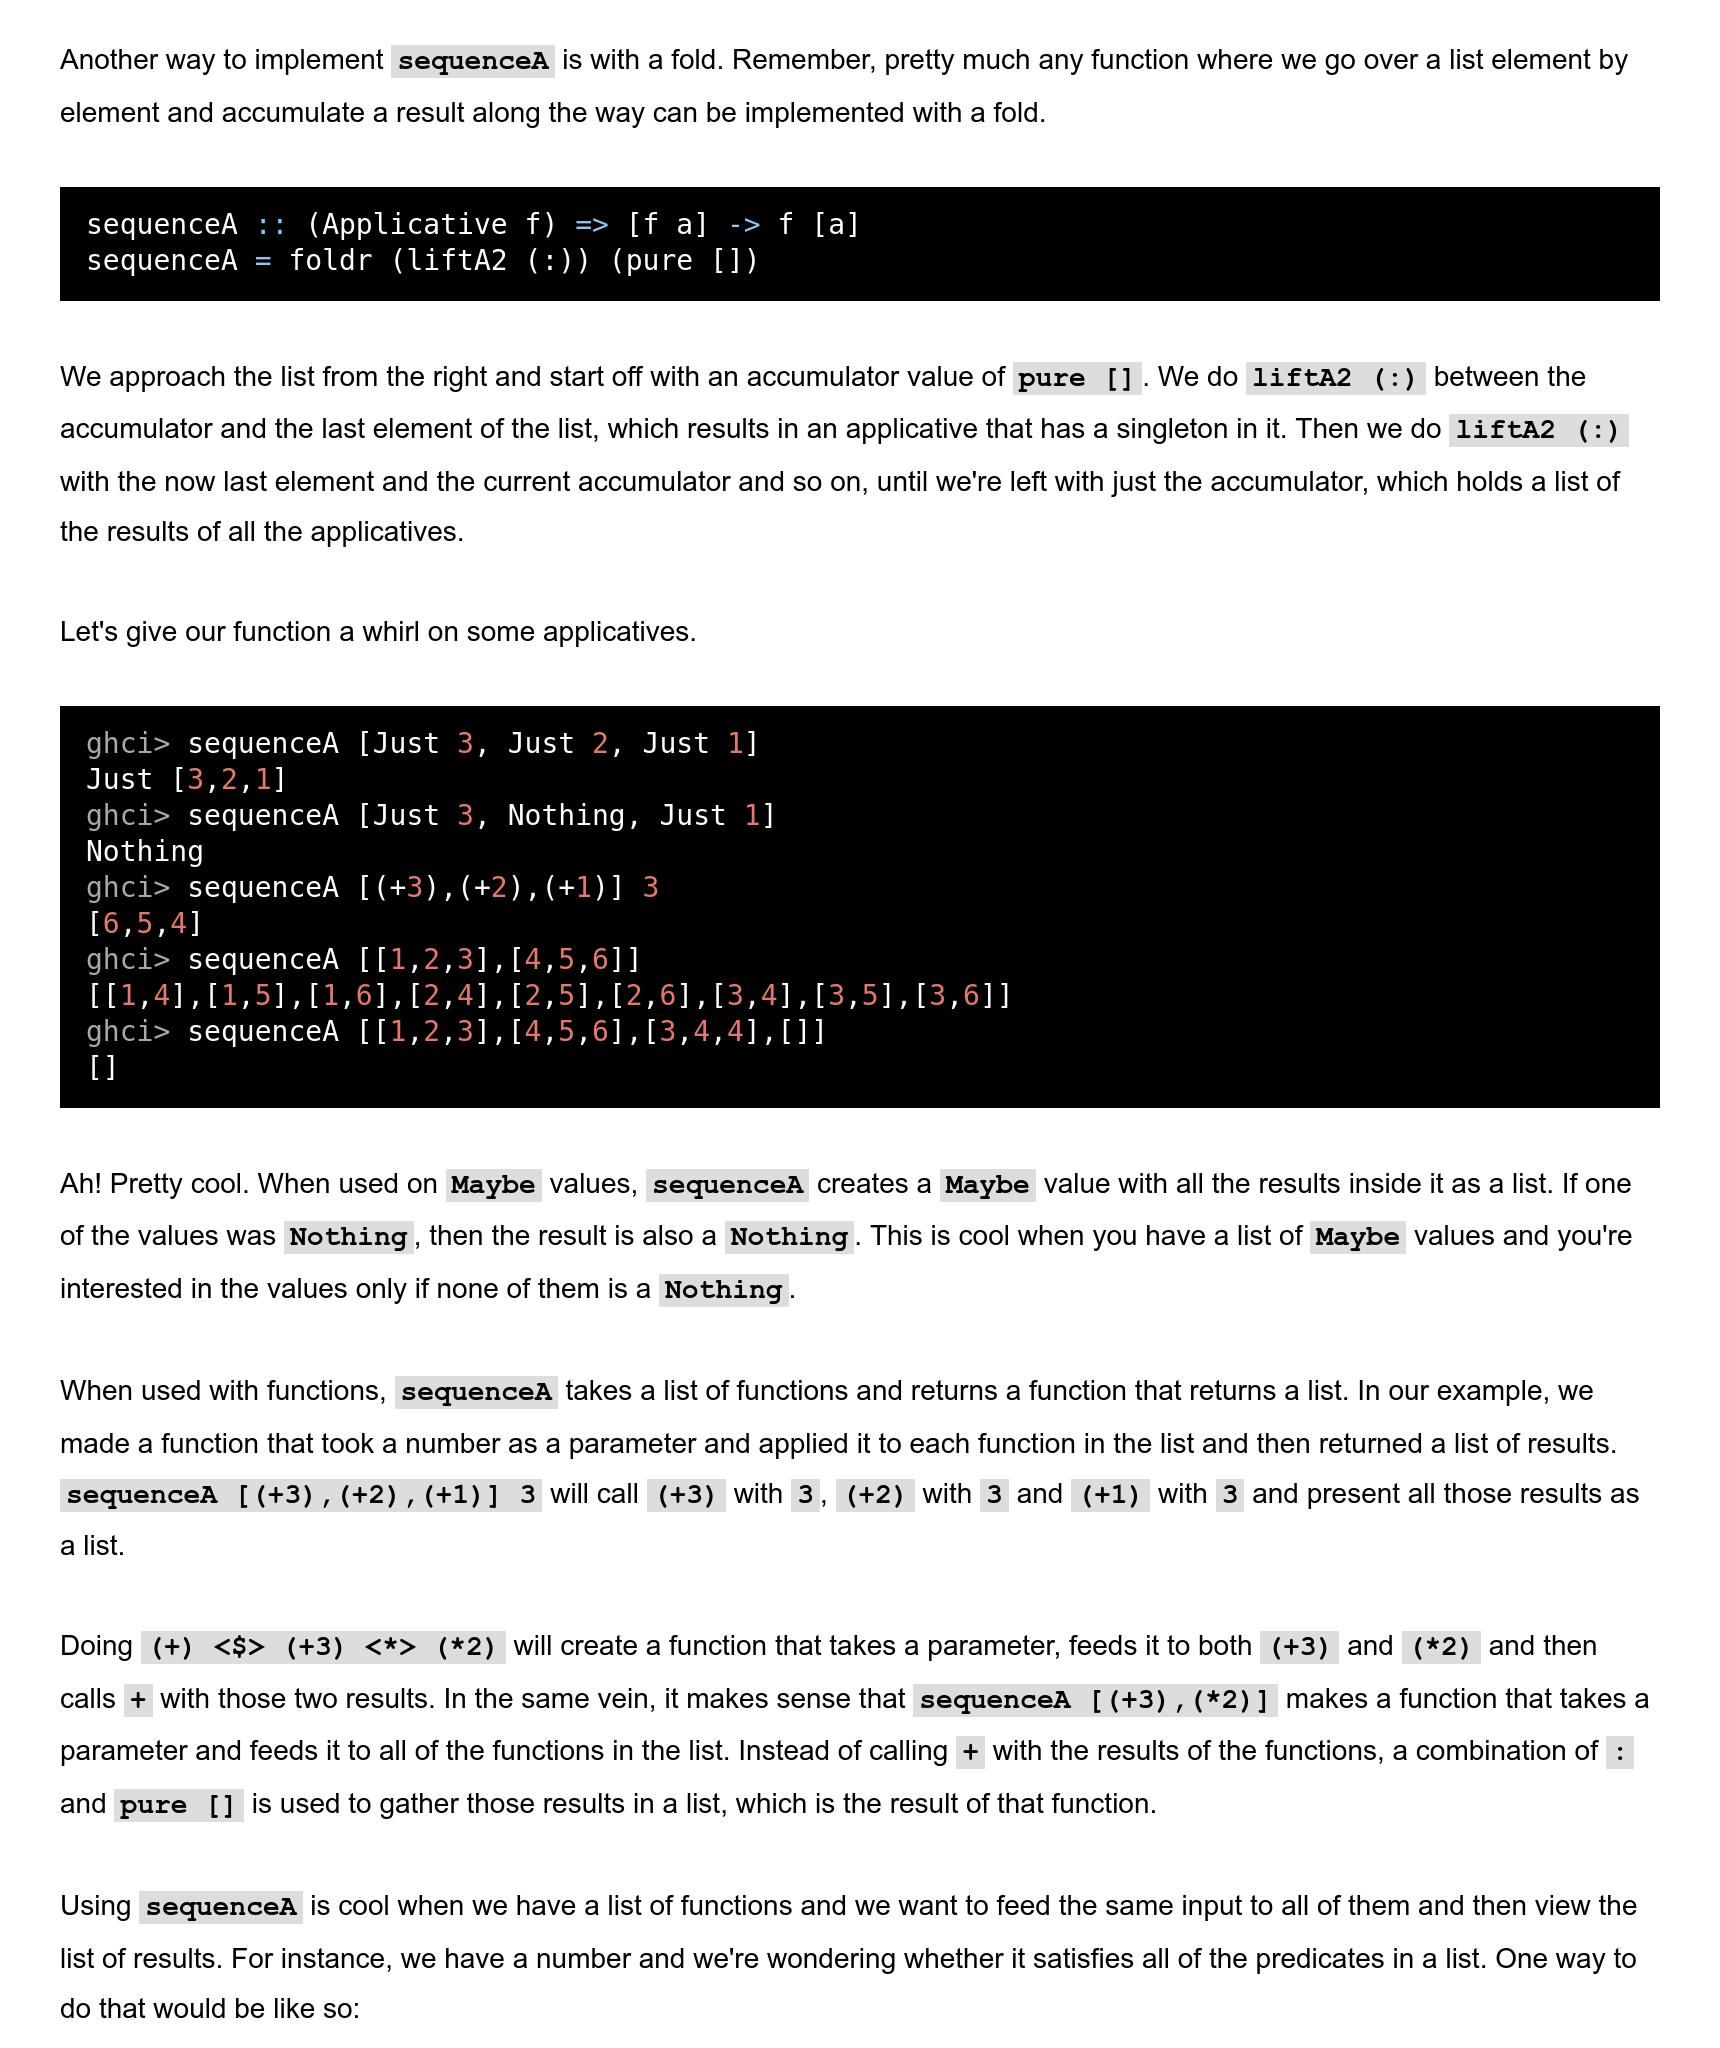 Another way to implement sequenceA is with a fold. Remember, pretty much any function where we go over a list element by
element and accumulate a result along the way can be implemented with a fold.
sequenceA :: (Applicative f) => [f a] -> f [a]
sequenceA = foldr (liftA2 (:)) (pure [])
We approach the list from the right and start off with an accumulator value of pure []. We do liftA2 (:) between the
accumulator and the last element of the list, which results in an applicative that has a singleton in it. Then we do liftA2 (:)
with the now last element and the current accumulator and so on, until we're left with just the accumulator, which holds a list of
the results of all the applicatives.
Let's give our function a whirl on some applicatives.
ghci> sequenceA [Just 3, Just 2, Just 1]
Just [3,2,1]
ghci> sequenceA [Just 3, Nothing, Just 1]
Nothing
ghci> sequenceA [(+3),(+2),(+1)] 3
[6,5,4]
ghci> sequenceA [[1,2,3],[4,5,6]]
[[1,4],[1,5],[1,6],[2,4],[2,5],[2,6],[3,4],[3,5],[3,6]]
ghci> sequenceA [[1,2,3],[4,5,6],[3,4,4],[]]
[]
Ah! Pretty cool. When used on Maybe values, sequenceA creates a Maybe value with all the results inside it as a list. If one
of the values was Nothing, then the result is also a Nothing. This is cool when you have a list of Maybe values and you're
interested in the values only if none of them is a Nothing.
When used with functions, sequenceA takes a list of functions and returns a function that returns a list. In our example, we
made a function that took a number as a parameter and applied it to each function in the list and then returned a list of results.
sequenceA [(+3),(+2),(+1)] 3 will call (+3) with 3, (+2) with 3 and (+1) with 3 and present all those results as
a list.
Doing (+) <$> (+3) <*> (*2) will create a function that takes a parameter, feeds it to both (+3) and (*2) and then
calls + with those two results. In the same vein, it makes sense that sequenceA [(+3),(*2)] makes a function that takes a
parameter and feeds it to all of the functions in the list. Instead of calling + with the results of the functions, a combination of :
and pure [] is used to gather those results in a list, which is the result of that function.
Using sequenceA is cool when we have a list of functions and we want to feed the same input to all of them and then view the
list of results. For instance, we have a number and we're wondering whether it satisfies all of the predicates in a list. One way to
do that would be like so: